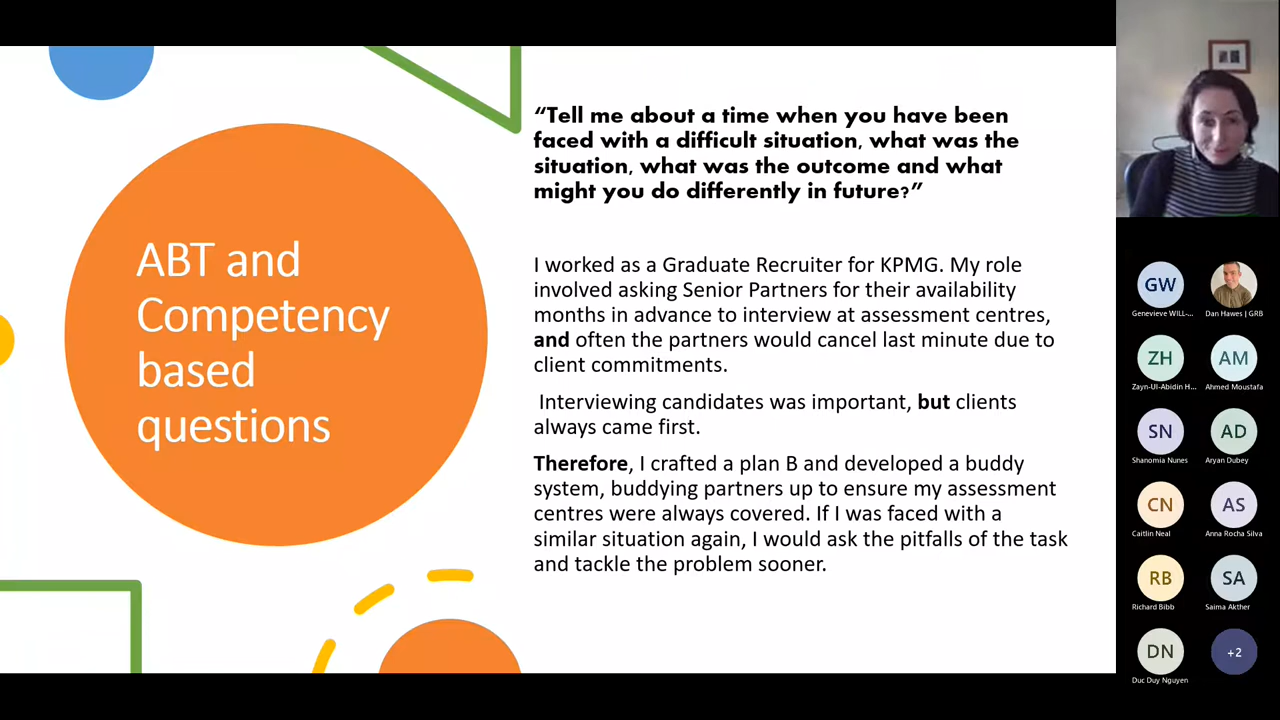 ABT and
Competency
based
questions
“Tell me about a time when you have been
faced with a difficult situation, what was the
situation, what was the outcome and what
might you do differently in future?”
I worked as a Graduate Recruiter for KPMG. My role
involved asking Senior Partners for their availability
months in advance to interview at assessment centres,
and often the partners would cancel last minute due to
client commitments.
Interviewing candidates was important, but clients
always came first.
Therefore, I crafted a plan B and developed a buddy
system, buddying partners up to ensure my assessment
centres were always covered. If I was faced with a
similar situation again, I would ask the pitfalls of the task
and tackle the problem sooner.
GW
Genevieve WILL-...
Dan Hawes | GRB
ZH
AM
Zayn-Ul-Abidin H...
Ahmed Moustafa
SN
AD
Shanomia Nunes
Aryan Dubey
CN
AS
Caitlin Neal
Anna Rocha Silva
RB
SA
Richard Bibb
Saima Akther
DN
+2
Duc Duy Nguyen